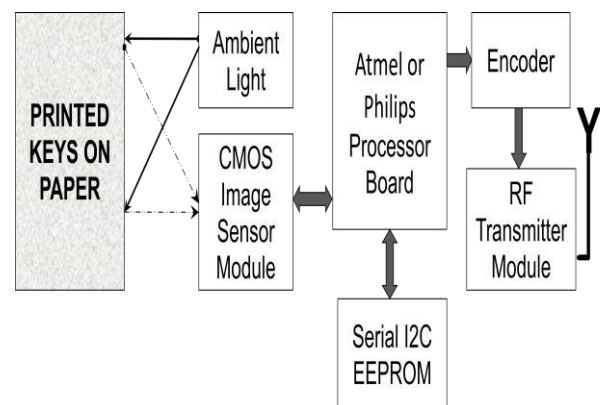 PRINTED
KEYS ON
PAPER
Ambient
Light
CMOS
Image
Sensor
Module
Atmel or
Philips
Processor
Board
Encoder
RF
Transmitter
Module
Serial I2C
EEPROM